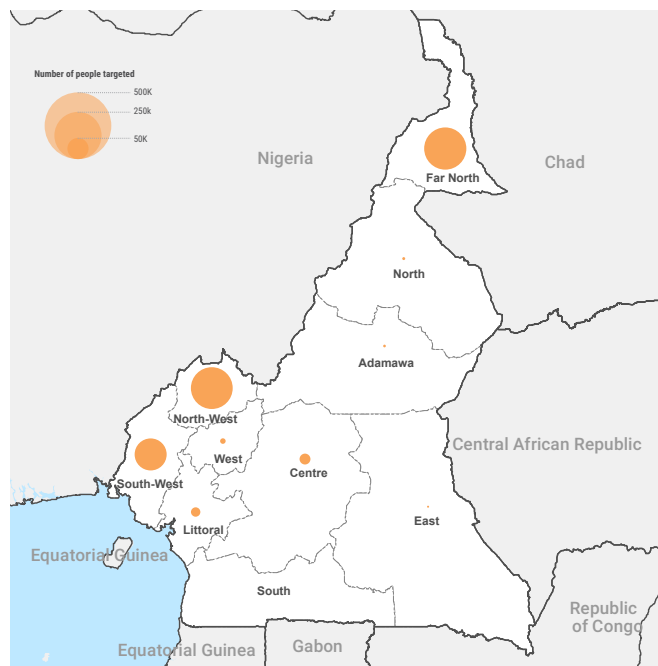 Number of people targeted
500K
250k
50K
Nigeria
Chad
Far North
North
Adamawa
North-West
West
South-West
Centre
Central African Republic
Littoral
East
Equatorial Guinea
South
Republic
of Congo
Equatorial Guinea
Gabon